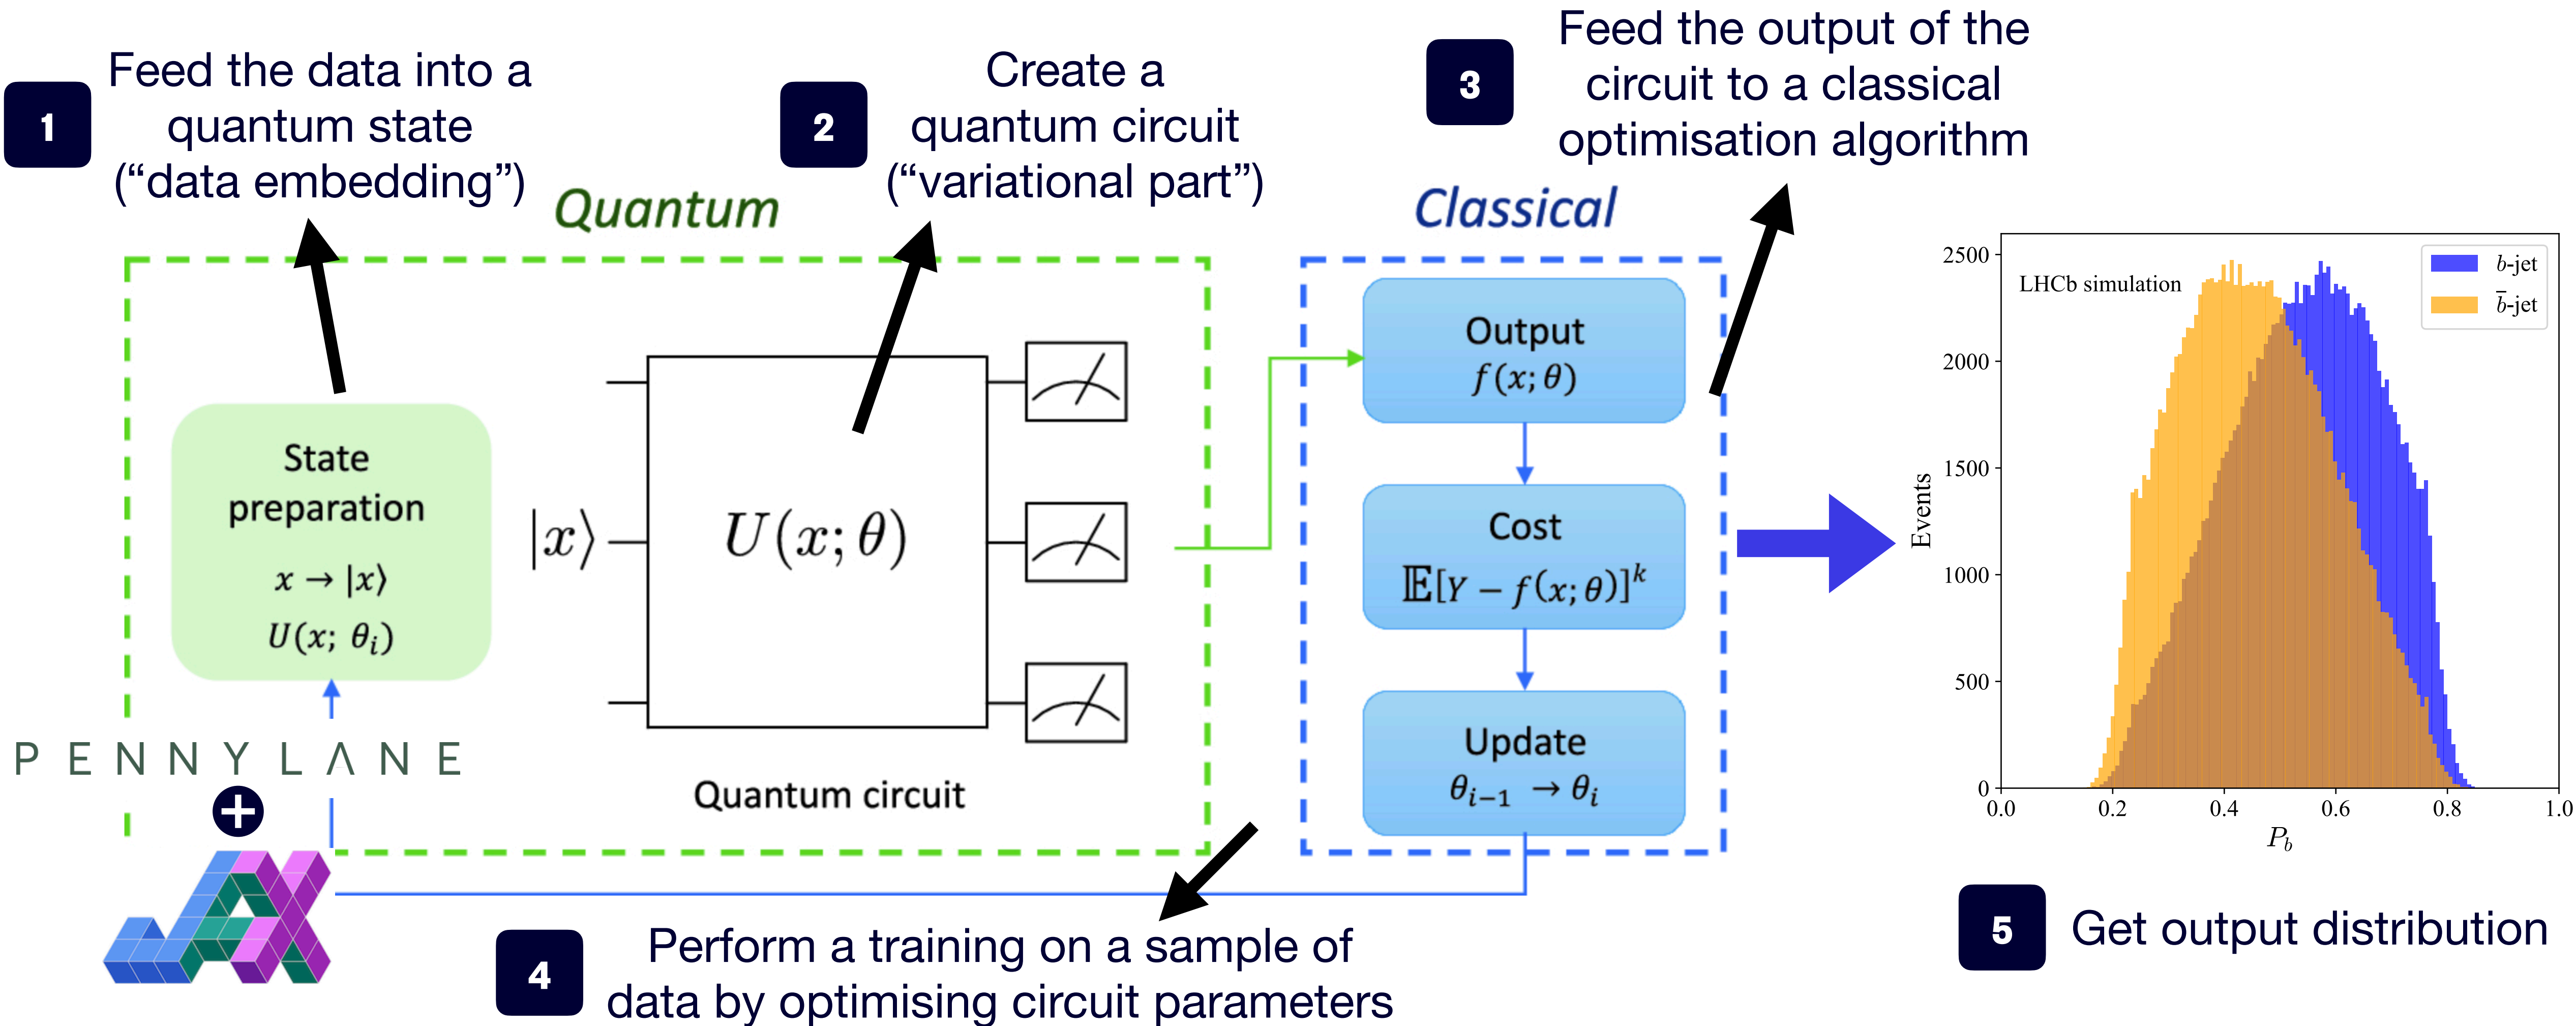 1
Feed the data into a
quantum state
(“data embedding”)
2
Create a
quantum circuit
(“variational part”)
3
Feed the output of the
circuit to a classical
optimisation algorithm
Quantum
Classical
State
preparation
x → |x⟩
U(x; θᵢ)
|x⟩
U(x; θ)
Quantum circuit
Output
f(x; θ)
Cost
𝔼[Y − f(x; θ)]ᵏ
Update
θᵢ₋₁ → θᵢ
PENNYLANE
+
JAX
4
Perform a training on a sample of
data by optimising circuit parameters
LHCb simulation
b-jet
b̅-jet
Events
2500
2000
1500
1000
500
0
0.0 0.2 0.4 0.6 0.8 1.0
P_b
5
Get output distribution